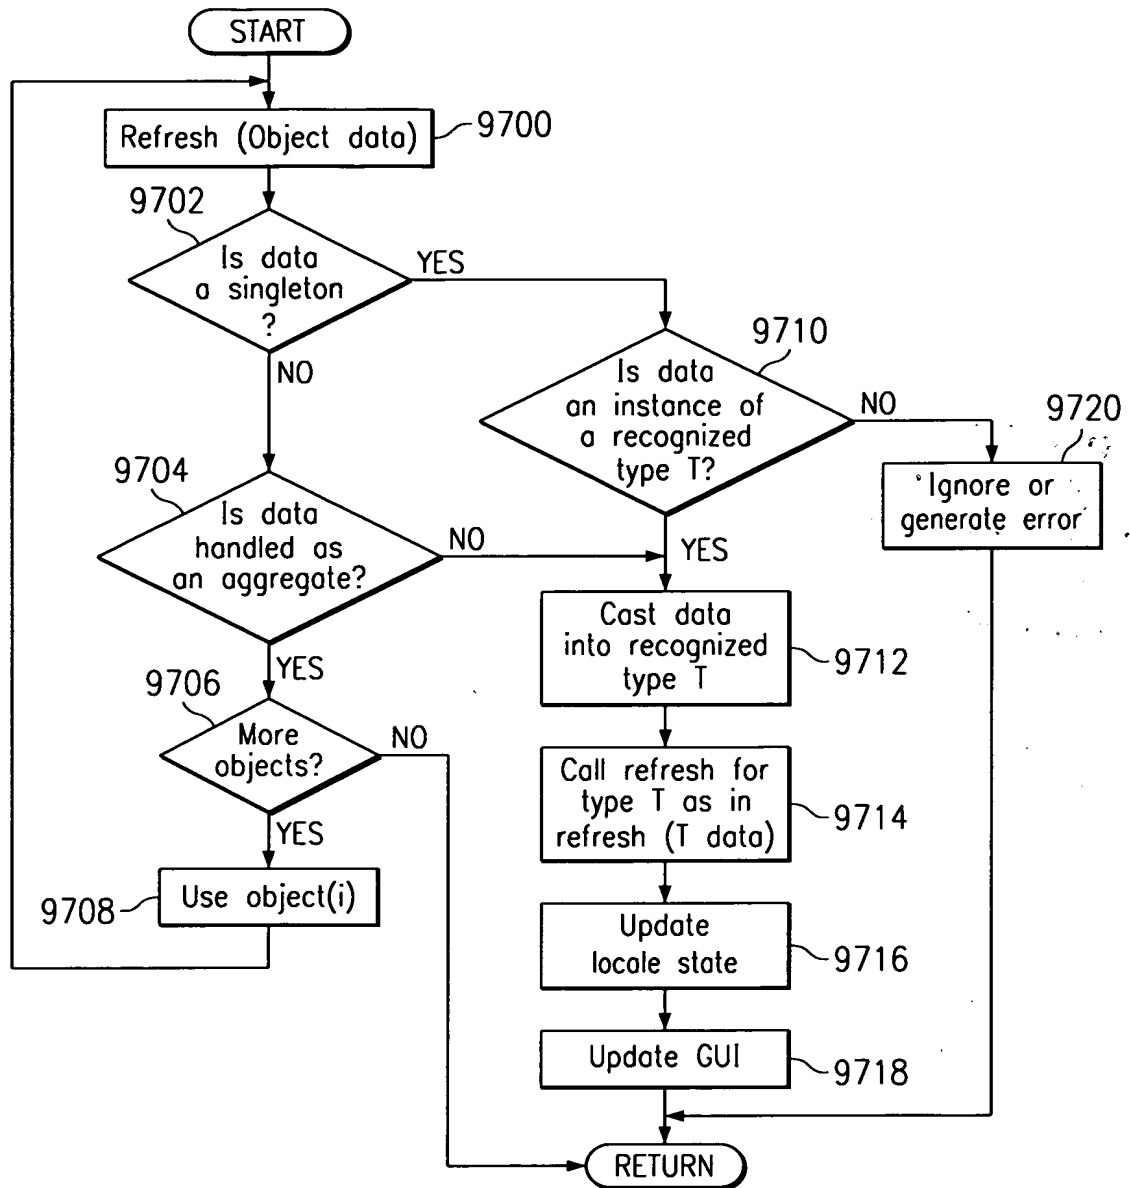 START
Refresh (Object data)
9700
9702
Is data
a singleton
?
YES
NO
9710
Is data
an instance of
a recognized
type T?
NO
YES
9720
Ignore or
generate error
9704
Is data
handled as
an aggregate?
NO
YES
Cast data
into recognized
type T
9712
9706
More
objects?
NO
YES
Call refresh for
type T as in
refresh (T data)
9714
9708
Use object(i)
Update
locale state
9716
Update GUI
9718
RETURN